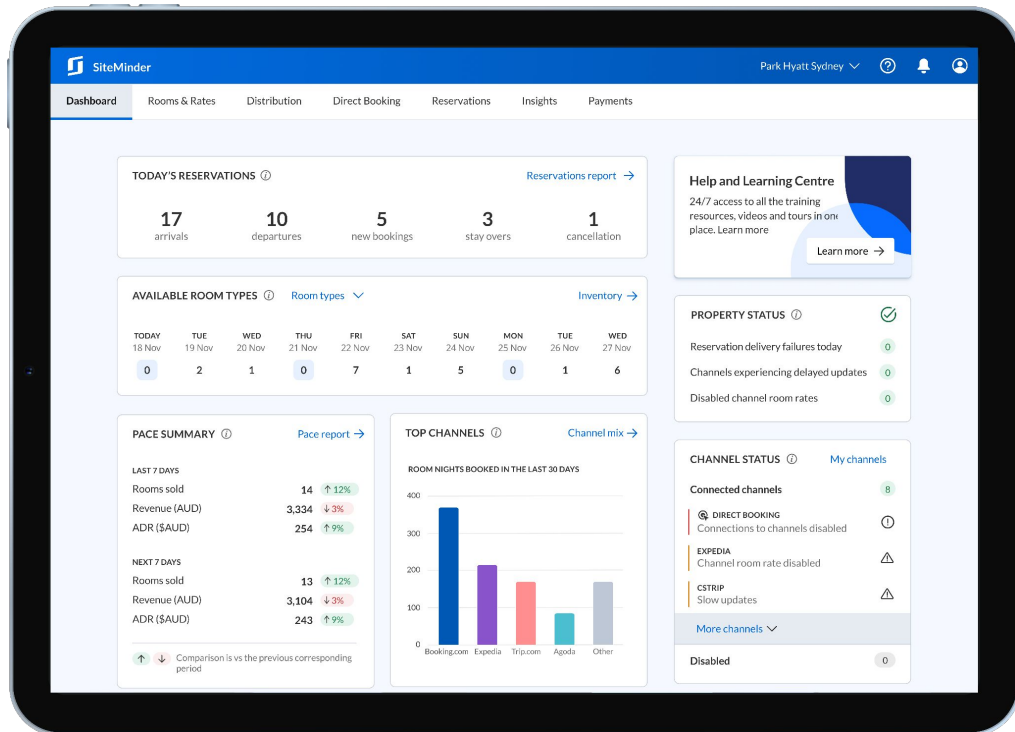 SiteMinder
Park Hyatt Sydney
Dashboard
Rooms & Rates
Distribution
Direct Booking
Reservations
Insights
Payments
TODAY'S RESERVATIONS
Reservations report →
17
arrivals
10
departures
5
new bookings
3
stay overs
1
cancellation
Help and Learning Centre
24/7 access to all the training
resources, videos and tours in one
place. Learn more
Learn more →
AVAILABLE ROOM TYPES
Room types
Inventory →
TODAY TUE WED THU FRI SAT SUN MON TUE WED
18 Nov 19 Nov 20 Nov 21 Nov 22 Nov 23 Nov 24 Nov 25 Nov 26 Nov 27 Nov
0 2 1 0 7 1 5 0 1 6
PROPERTY STATUS
Reservation delivery failures today 0
Channels experiencing delayed updates 0
Disabled channel room rates 0
PACE SUMMARY
Pace report →
LAST 7 DAYS
Rooms sold 14 ↑ 12%
Revenue (AUD) 3,334 ↓ 3%
ADR ($AUD) 254 ↑ 9%
NEXT 7 DAYS
Rooms sold 13 ↑ 12%
Revenue (AUD) 3,104 ↓ 3%
ADR ($AUD) 243 ↑ 9%
↑ ↓ Comparison is vs the previous corresponding
period
TOP CHANNELS
Channel mix →
ROOM NIGHTS BOOKED IN THE LAST 30 DAYS
400
300
200
100
0
Booking.com Expedia Trip.com Agoda Other
CHANNEL STATUS
My channels
Connected channels 8
DIRECT BOOKING
Connections to channels disabled
EXPEDIA
Channel room rate disabled
CSTRIP
Slow updates
More channels
Disabled 0